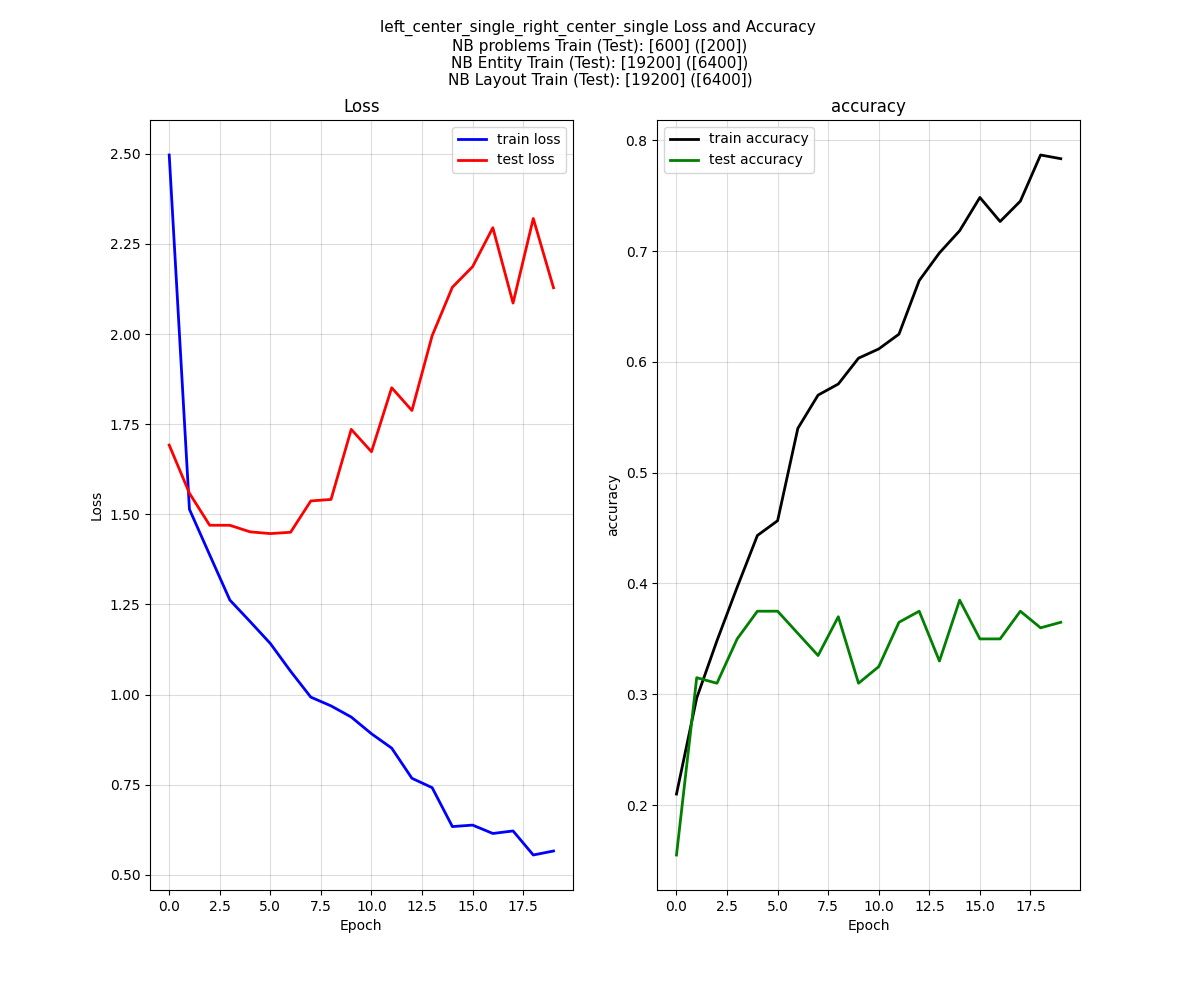 left_center_single_right_center_single Loss and Accuracy
NB problems Train (Test): [600] ([200])
NB Entity Train (Test): [19200] ([6400])
NB Layout Train (Test): [19200] ([6400])
Loss
train loss
test loss
2.50
2.25
2.00
1.75
1.50
1.25
1.00
0.75
0.50
Loss
0.0 2.5 5.0 7.5 10.0 12.5 15.0 17.5
Epoch
accuracy
train accuracy
test accuracy
0.8
0.7
0.6
0.5
0.4
0.3
0.2
accuracy
0.0 2.5 5.0 7.5 10.0 12.5 15.0 17.5
Epoch